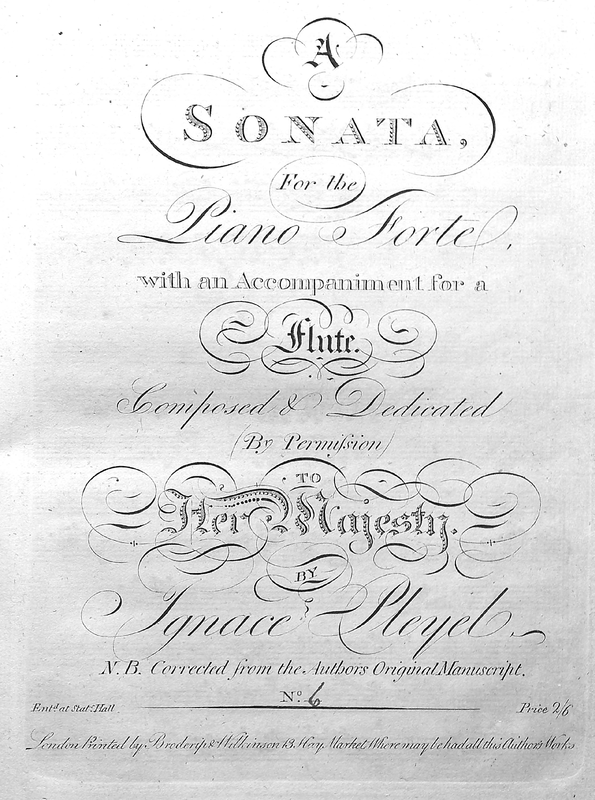 A
SONATA,
For the
Piano Forte,
with an Accompaniment for a
Flute.
Composed & Dedicated
(By Permiſsion)
TO
Her Majesty.
BY
Ignace Pleyel.
N.B. Corrected from the Authors Original Manuscript.
No. 6
Entd. at Stats. Hall Price 2/6
London Printed by Broderip & Wilkinson 13, Hay Market Where may be had all this Author's Works